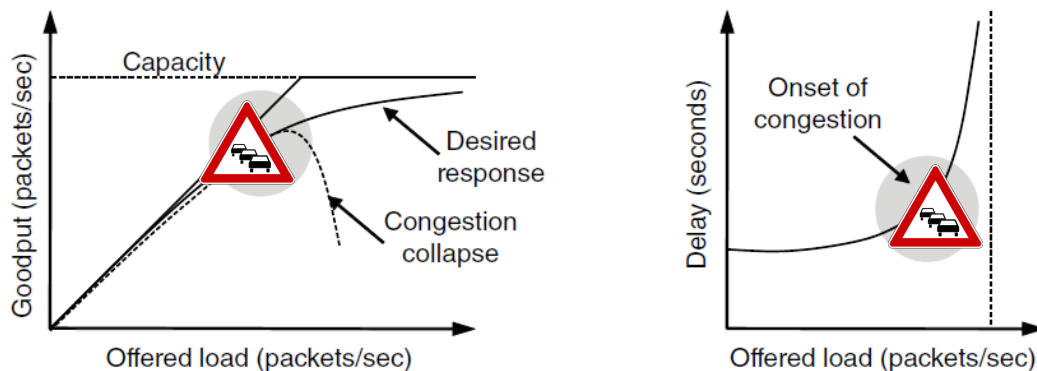 Capacity
Desired
response
Congestion
collapse
Goodput (packets/sec)
Offered load (packets/sec)
Onset of
congestion
Delay (seconds)
Offered load (packets/sec)